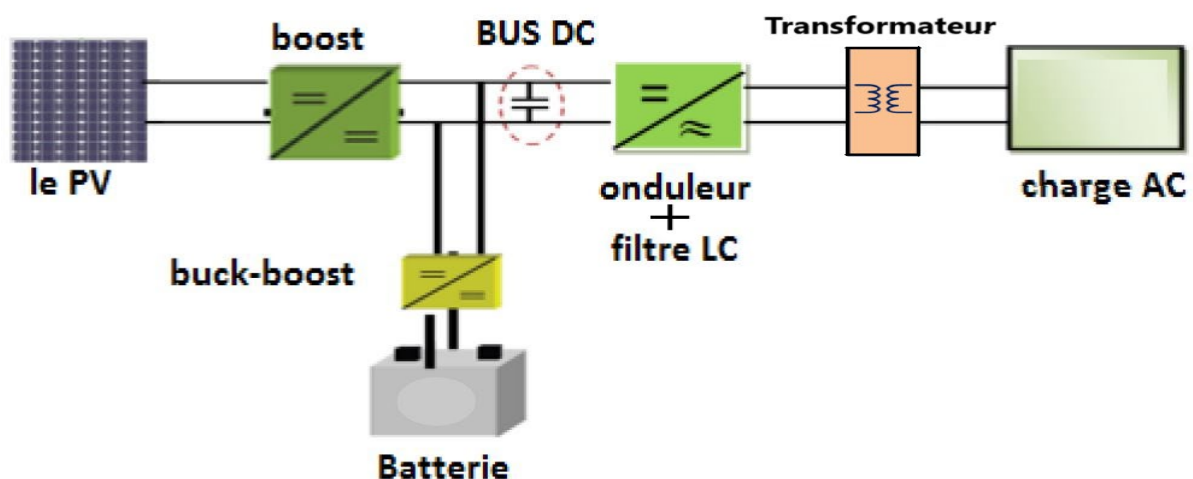 boost
BUS DC
Transformateur
le PV
onduleur
+
filtre LC
charge AC
buck-boost
Batterie